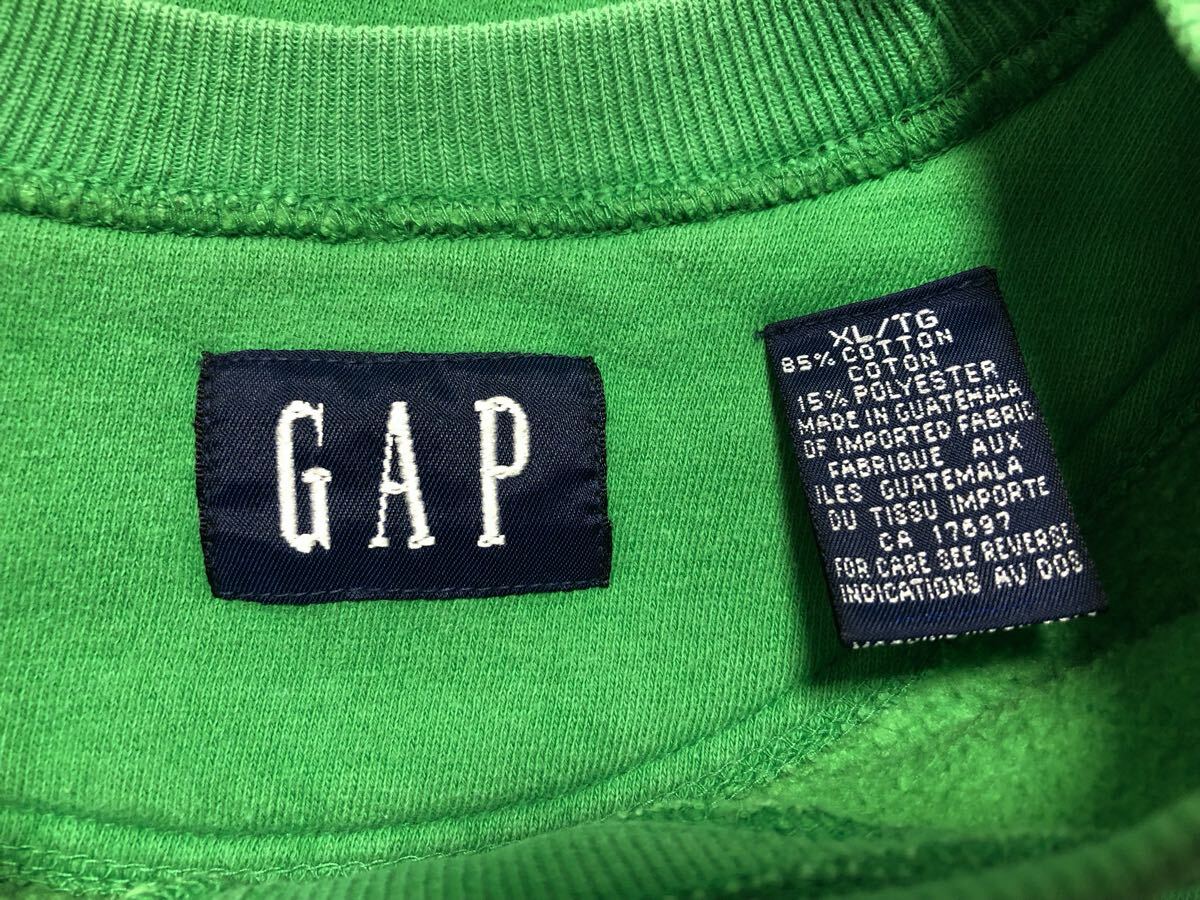 GAP
XL/TG
85% COTTON
COTON
15% POLYESTER
MADE IN GUATEMALA
OF IMPORTED FABRIC
FABRIQUE AUX
ILES GUATEMALA
DU TISSU IMPORTE
CA 17697
FOR CARE SEE REVERSE
INDICATIONS AU DOS